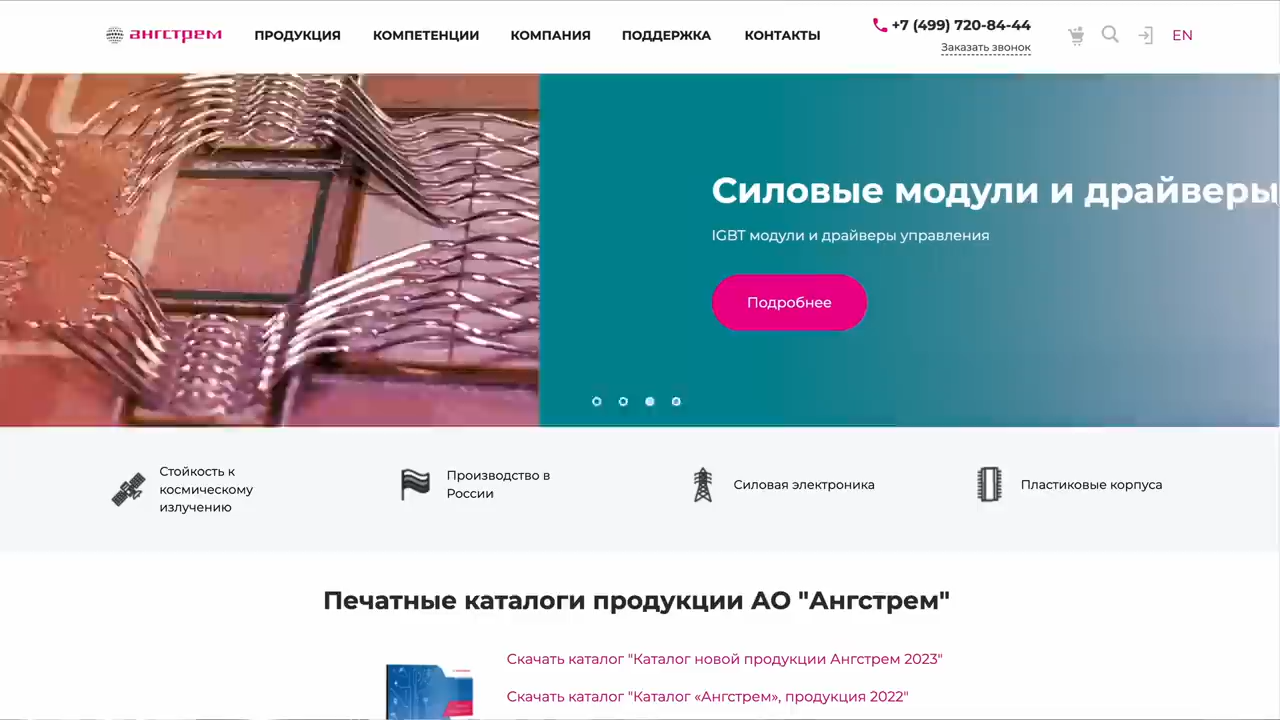 ангстрем
ПРОДУКЦИЯ
КОМПЕТЕНЦИИ
КОМПАНИЯ
ПОДДЕРЖКА
КОНТАКТЫ
+7 (499) 720-84-44
Заказать звонок
EN
Силовые модули и драйверы
IGBT модули и драйверы управления
Подробнее
Стойкость к
космическому
излучению
Производство в
России
Силовая электроника
Пластиковые корпуса
Печатные каталоги продукции АО "Ангстрем"
Скачать каталог "Каталог новой продукции Ангстрем 2023"
Скачать каталог "Каталог «Ангстрем», продукция 2022"